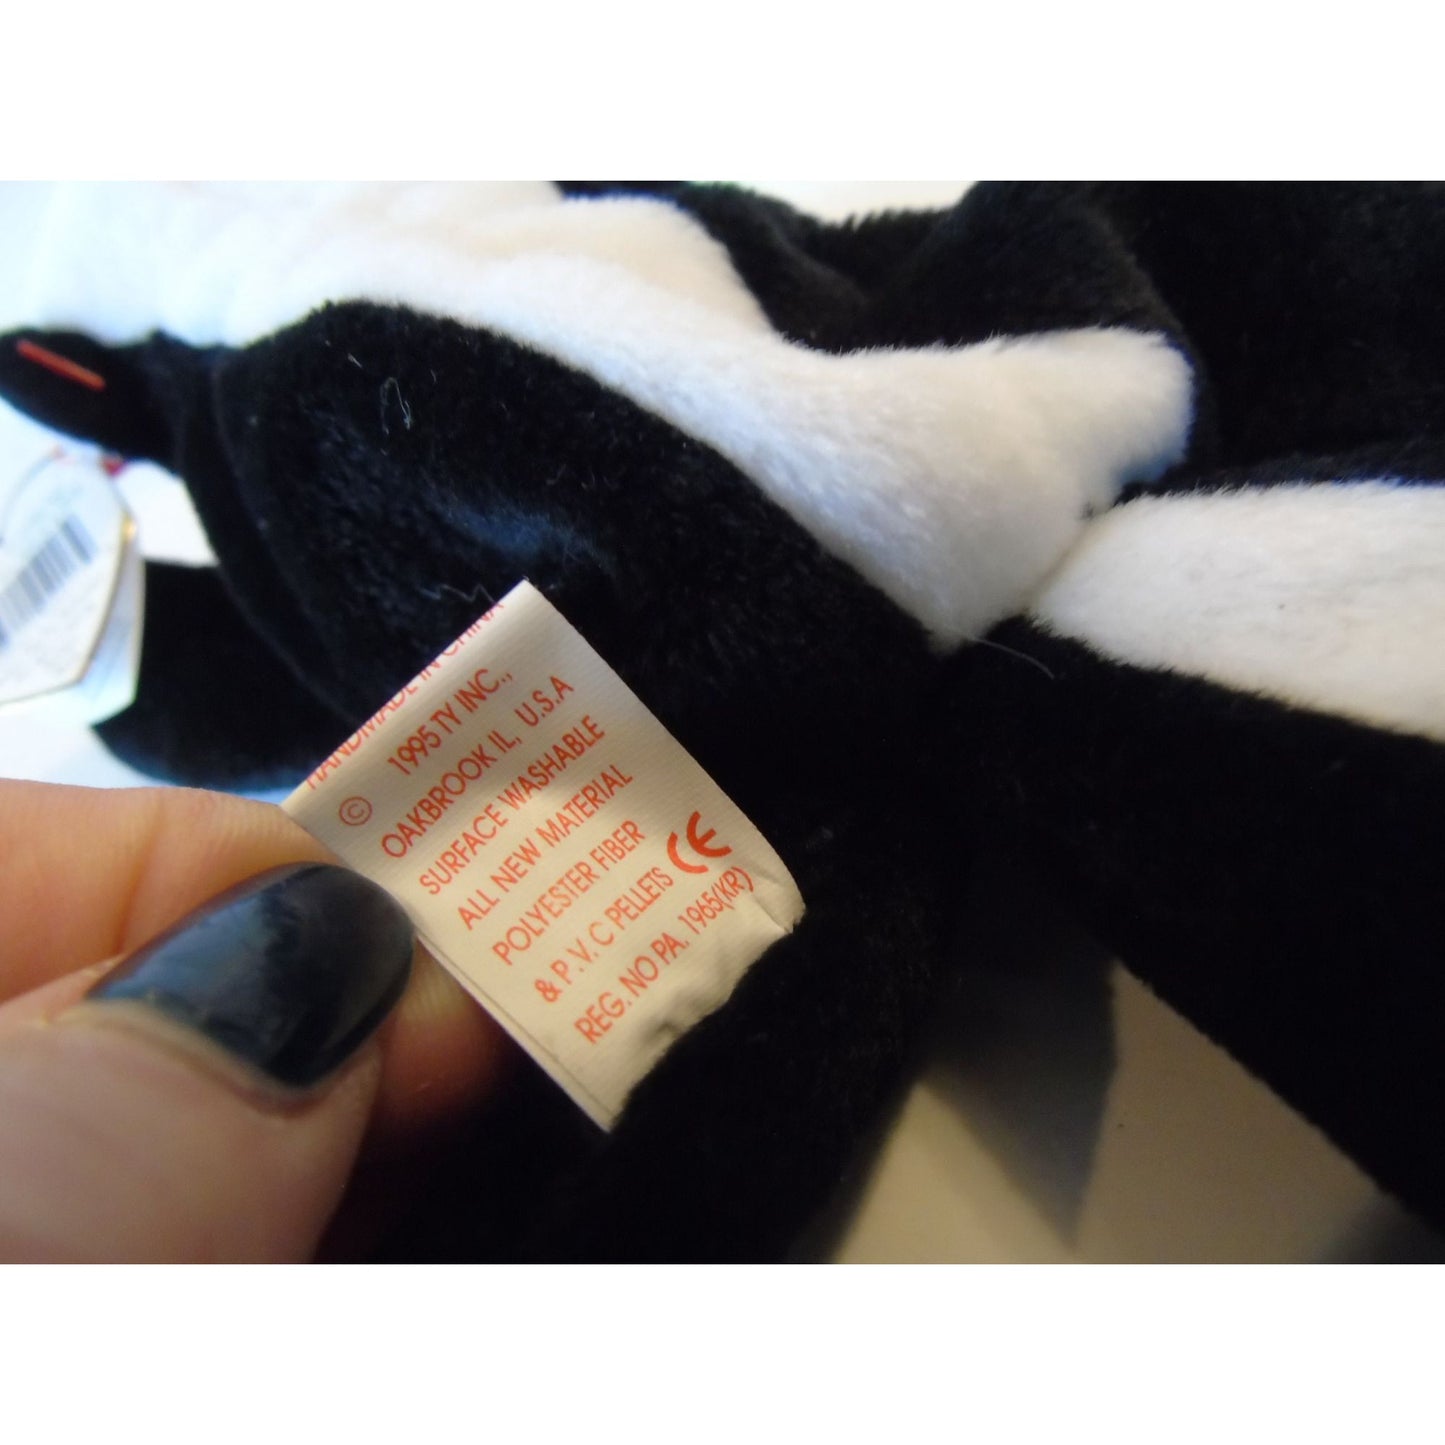 HANDMADE IN CHINA
© 1995 TY INC.,
OAKBROOK IL, U.S.A
SURFACE WASHABLE
ALL NEW MATERIAL
POLYESTER FIBER
& P.V.C PELLETS CE
REG. NO PA. 1965(KR)